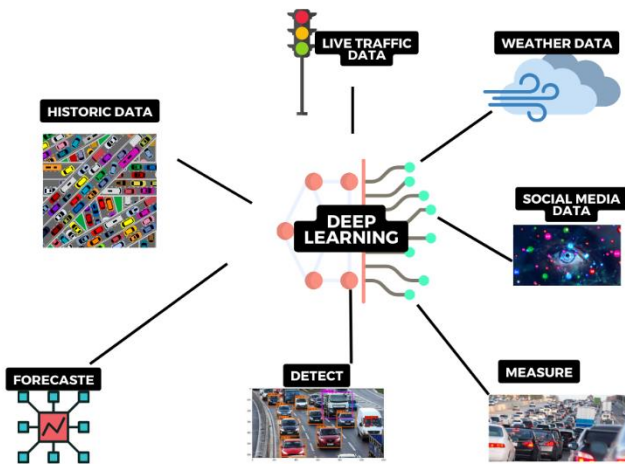 LIVE TRAFFIC
DATA
WEATHER DATA
HISTORIC DATA
SOCIAL MEDIA
DATA
DEEP
LEARNING
FORECASTE
DETECT
MEASURE